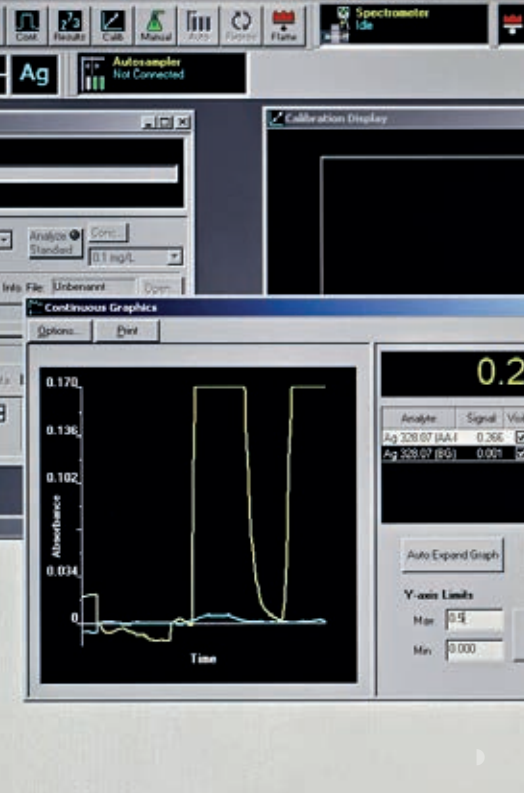 Cont. Results Calib Manual Auto Flame
Spectrometer
Idle
Ag
Autosampler
Not Connected
Calibration Display
Analyze Standard
Conc...
0.1 mg/L
Info. File: Unbenannt Open...
Continuous Graphics
Options... Print
0.170
0.136
0.102
0.034
0
Absorbance
Time
0.2
Analyte Signal
Ag 328.07 (AA- 0.266
Ag 328.07 (BG) 0.001
Auto Expand Graph
Y-axis Limits
Max 0.5
Min 0.000